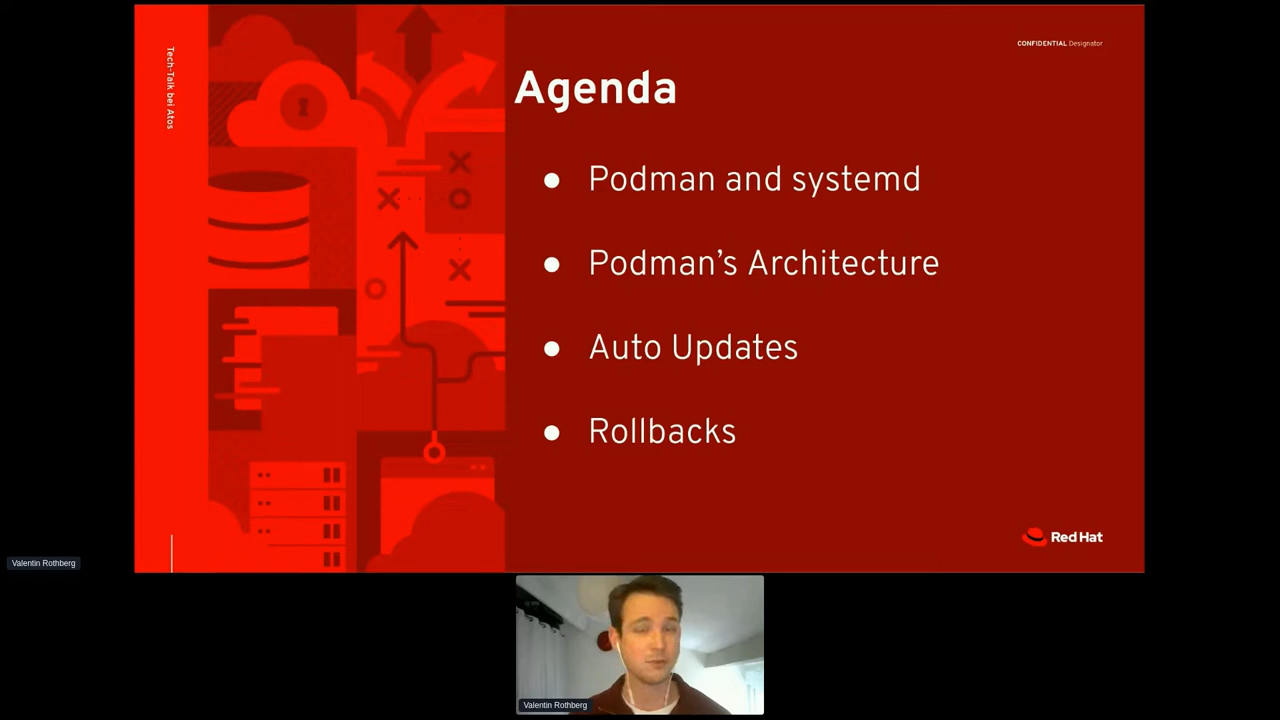 Tech-Talk bei Atos
CONFIDENTIAL Designator
Agenda
Podman and systemd
Podman's Architecture
Auto Updates
Rollbacks
Red Hat
Valentin Rothberg
Valentin Rothberg